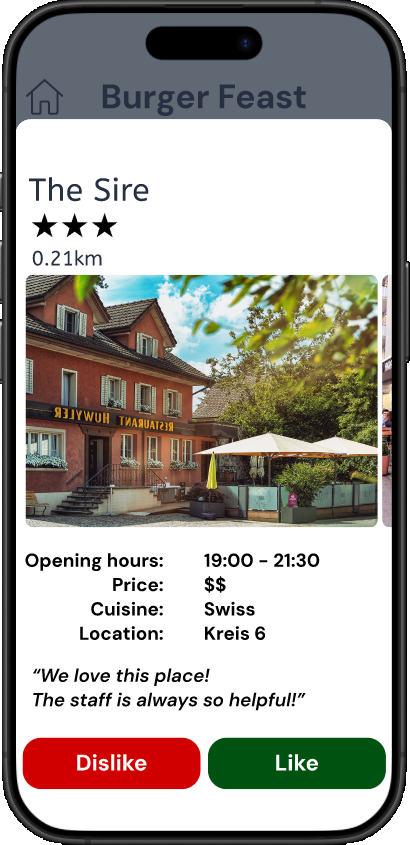 Burger Feast
The Sire
0.21km
RESTAURANT HUWYLER
Opening hours: 19:00 - 21:30
Price: $$
Cuisine: Swiss
Location: Kreis 6
“We love this place!
The staff is always so helpful!”
Dislike Like